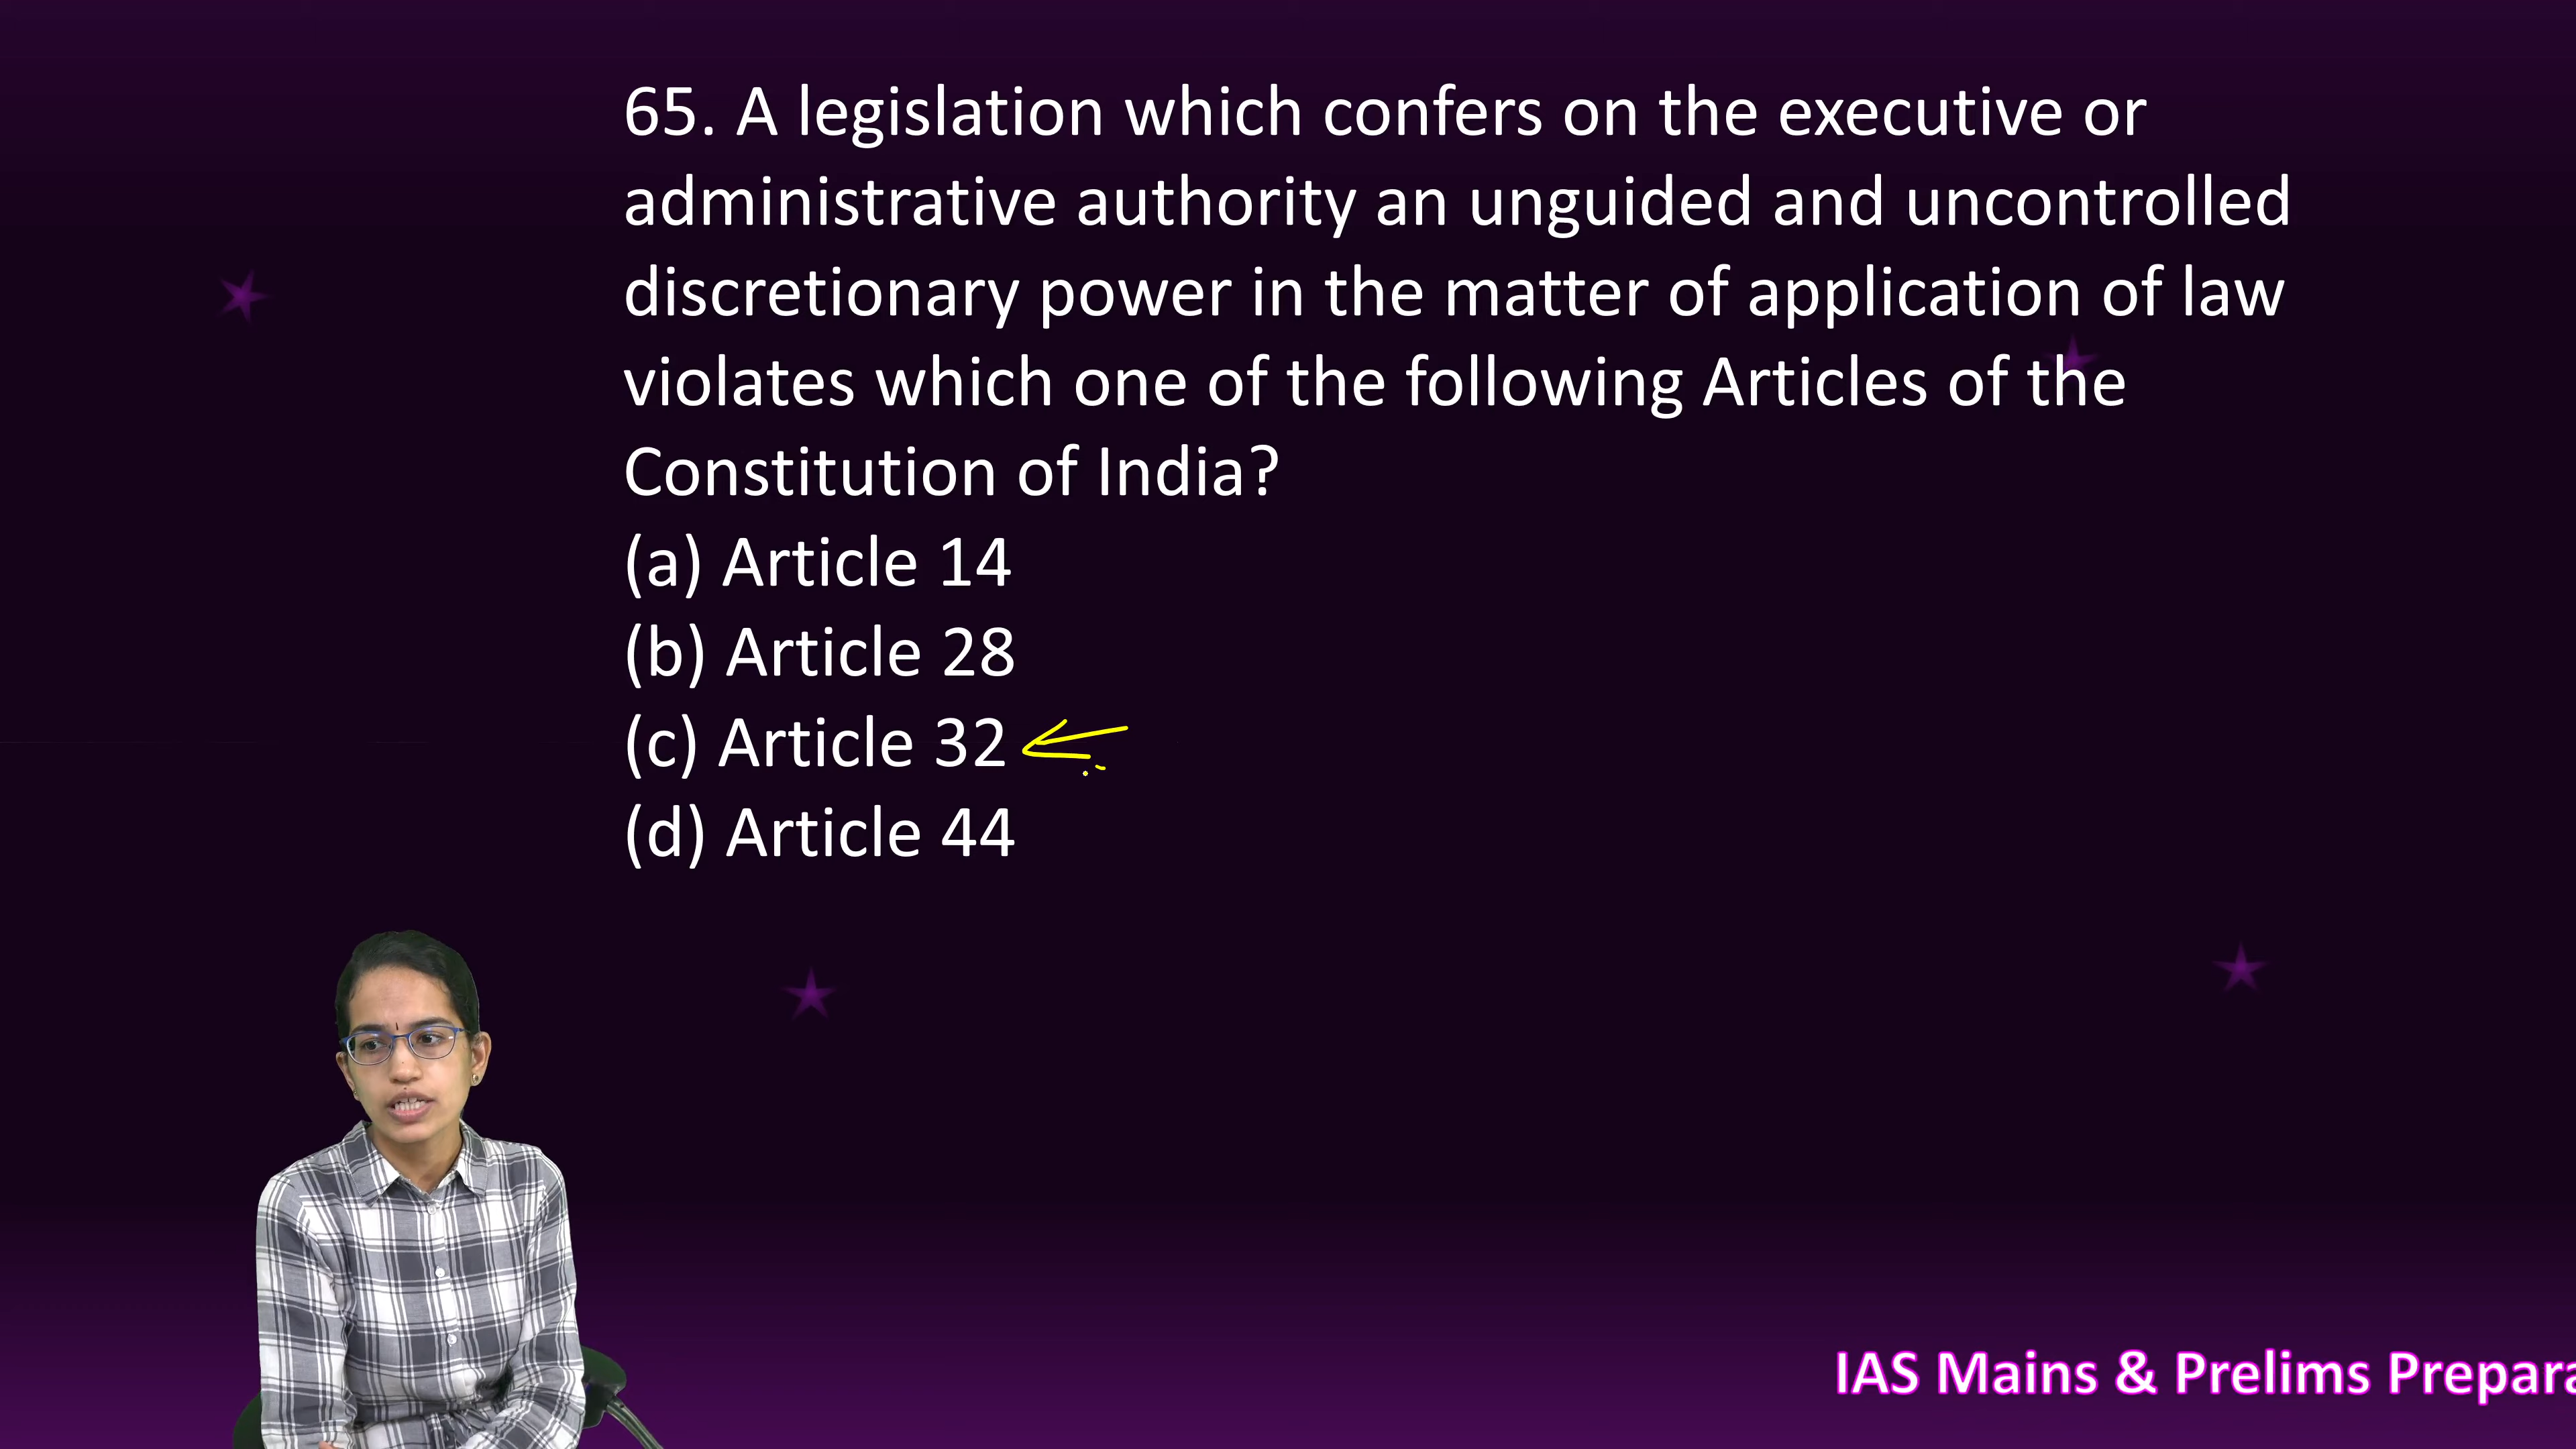 65. A legislation which confers on the executive or
administrative authority an unguided and uncontrolled
discretionary power in the matter of application of law
violates which one of the following Articles of the
Constitution of India?
(a) Article 14
(b) Article 28
(c) Article 32
(d) Article 44
IAS Mains & Prelims Prepara